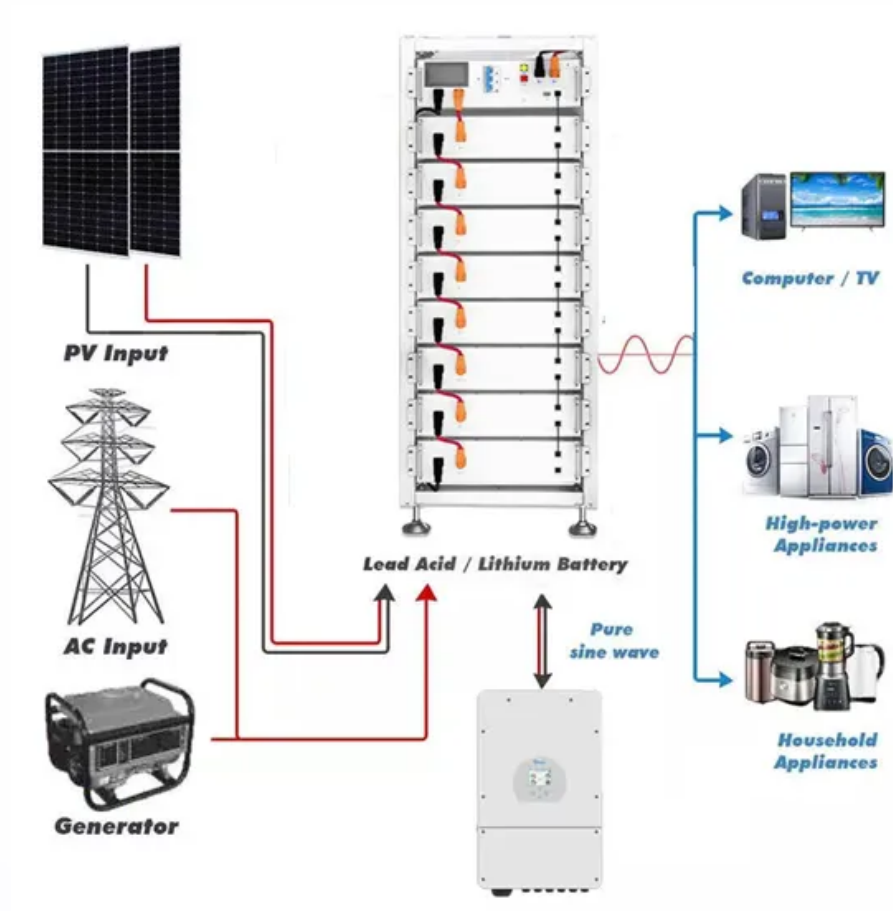 PV Input
AC Input
Generator
Lead Acid / Lithium Battery
Pure
sine wave
Computer / TV
High-power
Appliances
Household
Appliances